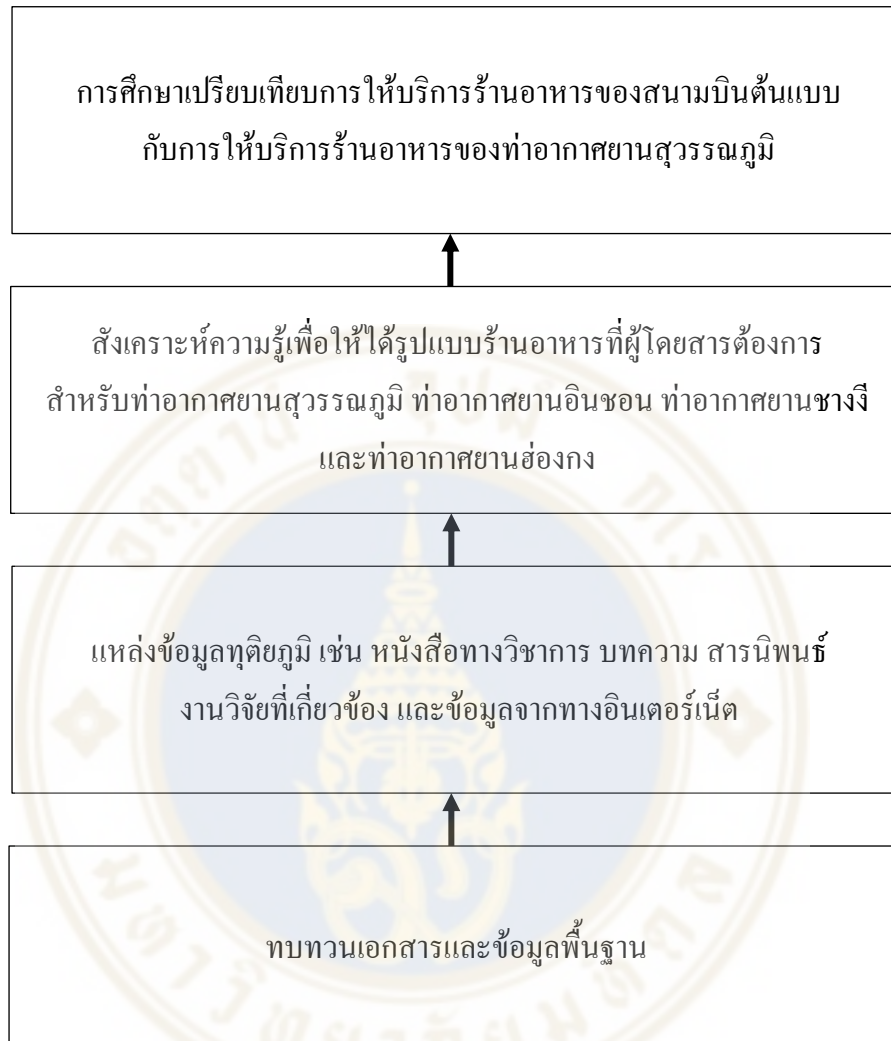 การศึกษาเปรียบเทียบการให้บริการร้านอาหารของสนามบินต้นแบบ
กับการให้บริการร้านอาหารของท่าอากาศยานสุวรรณภูมิ
สังเคราะห์ความรู้เพื่อให้ได้รูปแบบร้านอาหารที่ผู้โดยสารต้องการ
สำหรับท่าอากาศยานสุวรรณภูมิ ท่าอากาศยานอินชอน ท่าอากาศยานชางงี
และท่าอากาศยานฮ่องกง
แหล่งข้อมูลทุติยภูมิ เช่น หนังสือทางวิชาการ บทความ สารนิพนธ์
งานวิจัยที่เกี่ยวข้อง และข้อมูลจากทางอินเตอร์เน็ต
ทบทวนเอกสารและข้อมูลพื้นฐาน